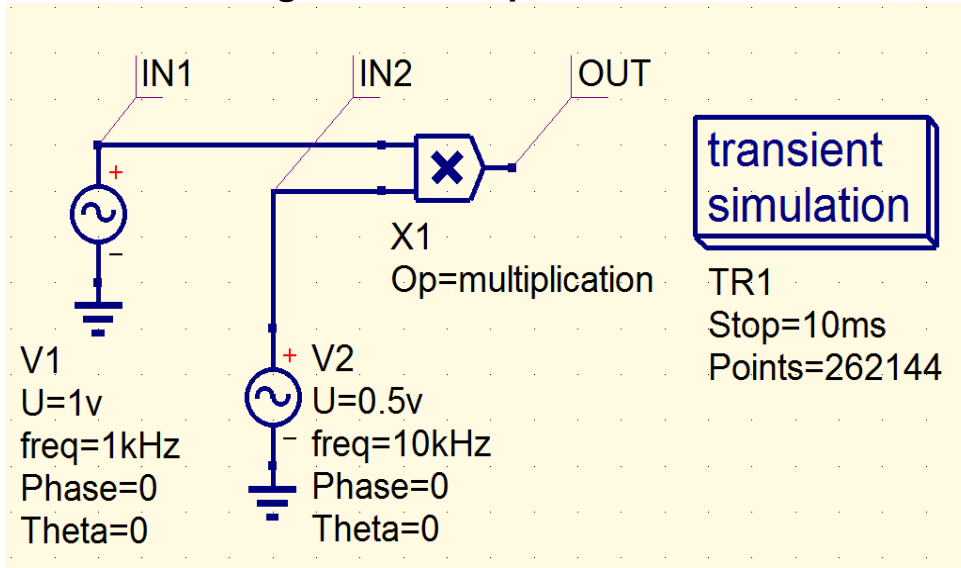 IN1
IN2
OUT
+
−
X1
Op=multiplication
transient
simulation
TR1
Stop=10ms
Points=262144
V1
U=1v
freq=1kHz
Phase=0
Theta=0
+
−
V2
U=0.5v
freq=10kHz
Phase=0
Theta=0